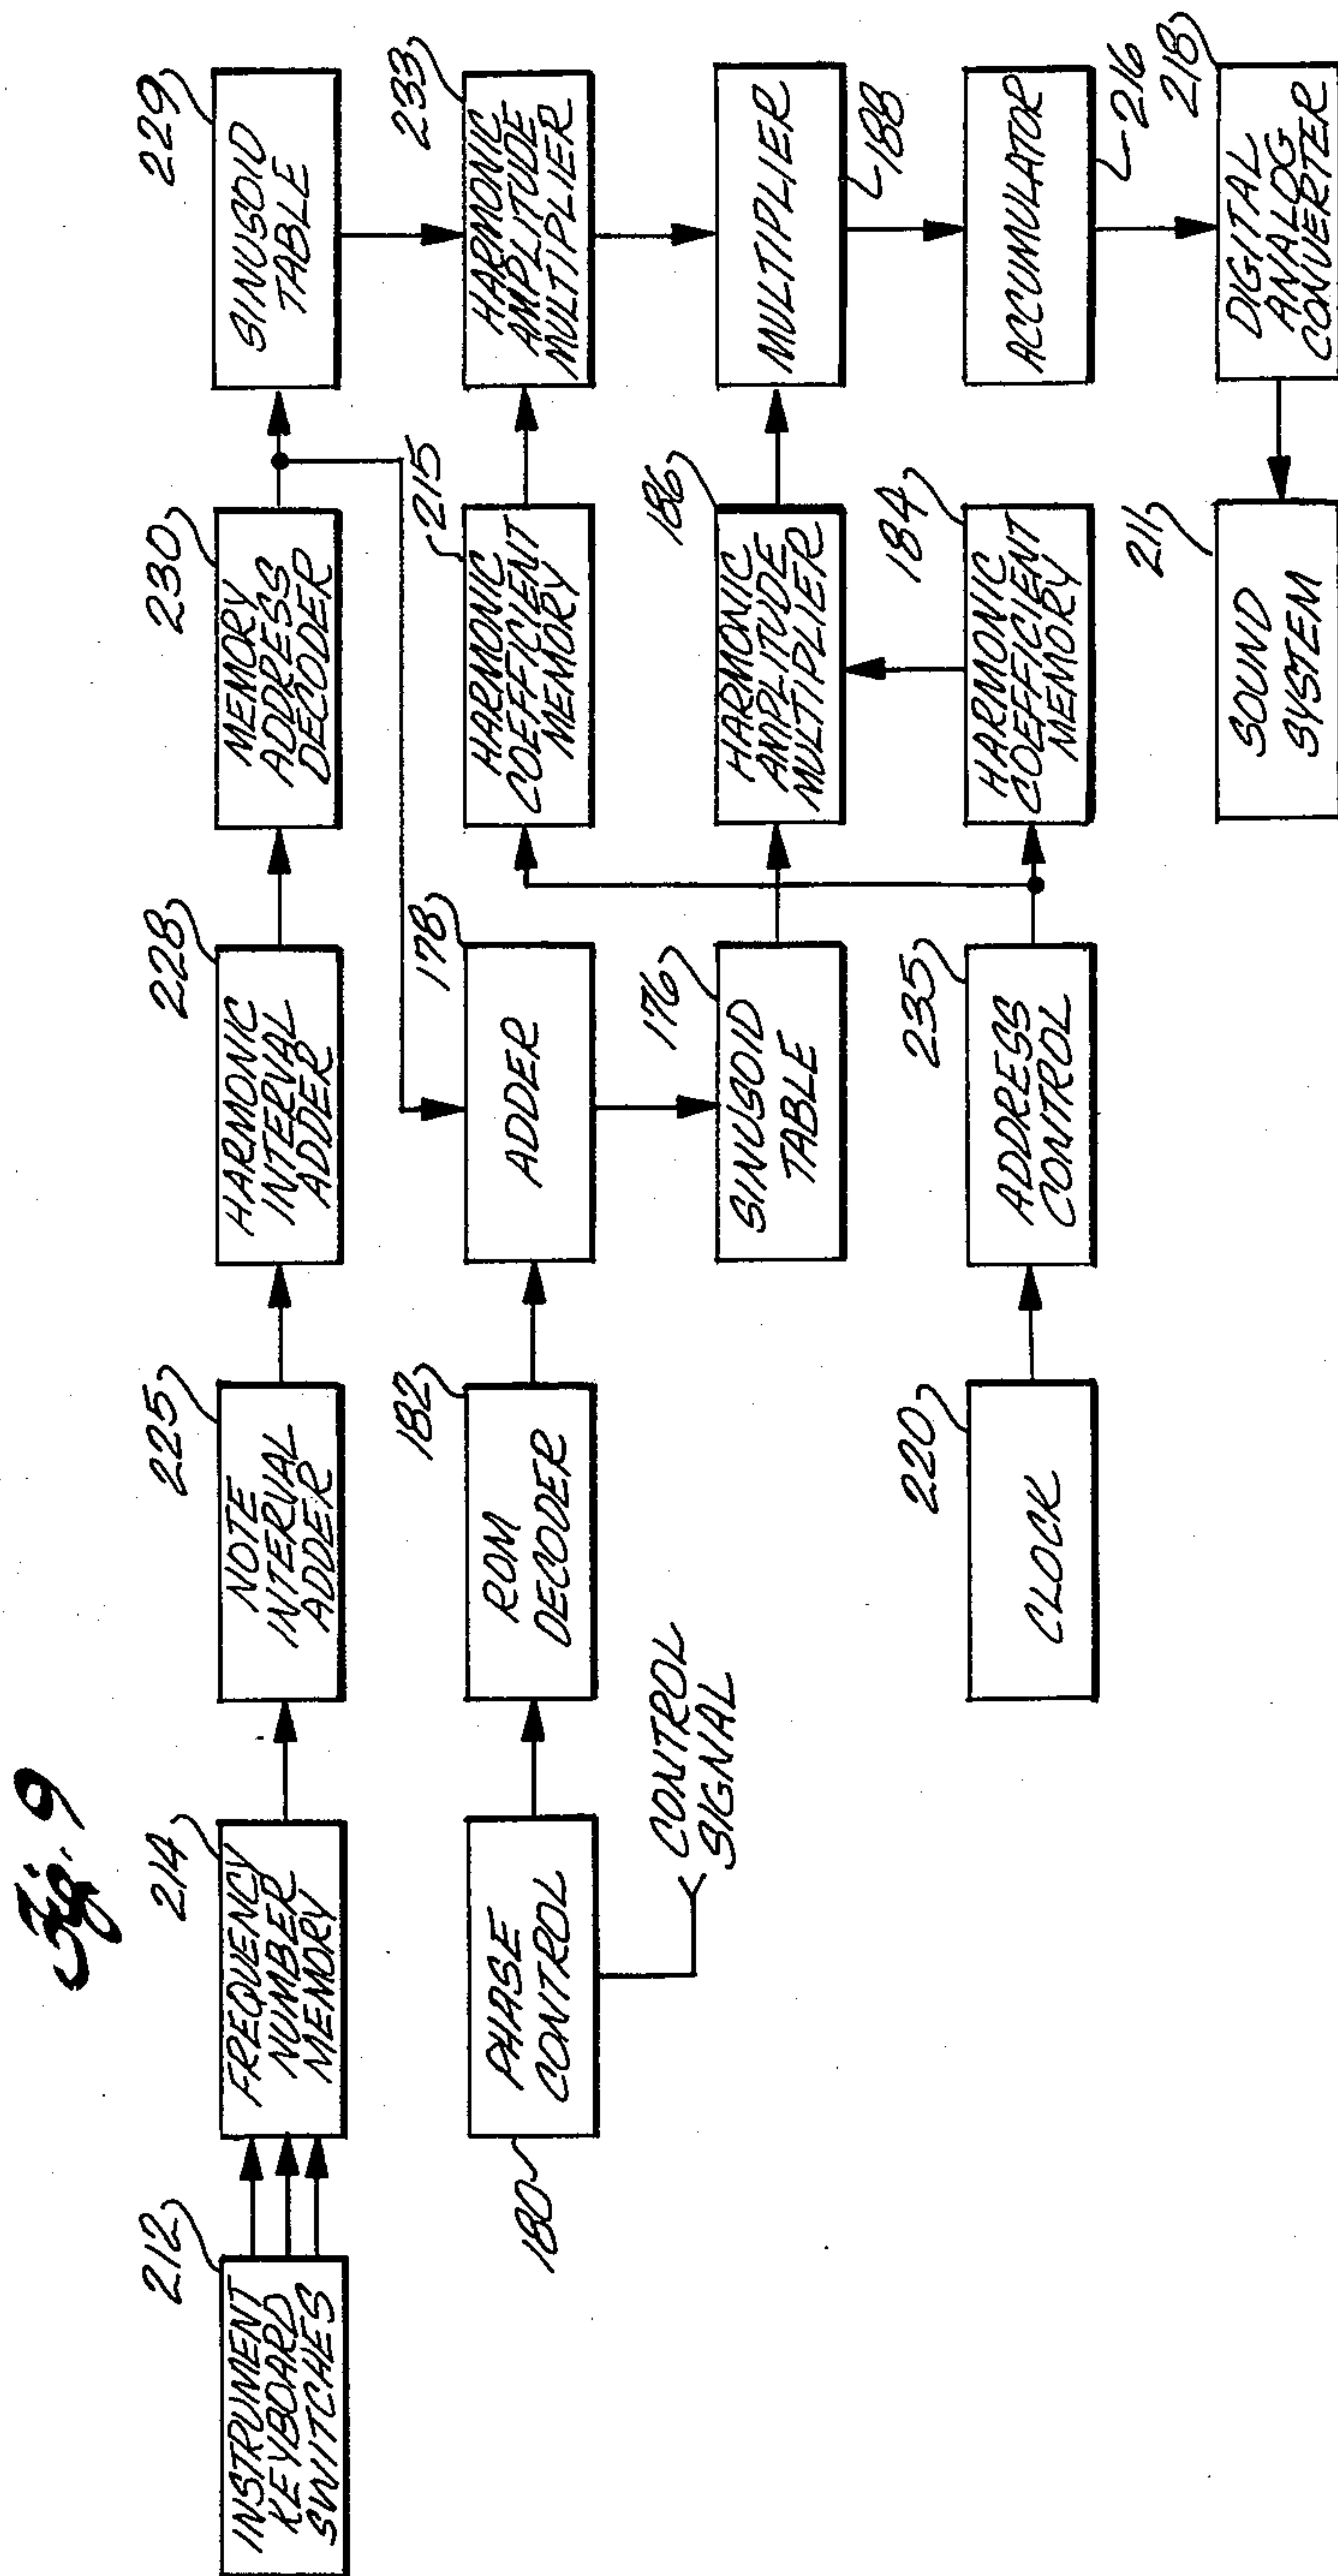 Fig. 9
212
INSTRUMENT
KEYBOARD
SWITCHES
214
FREQUENCY
NUMBER
MEMORY
225
NOTE
INTERVAL
ADDER
228
HARMONIC
INTERVAL
ADDER
230
MEMORY
ADDRESS
DECODER
229
SINUSOID
TABLE
180
PHASE
CONTROL
CONTROL
SIGNAL
182
ROM
DECODER
178
ADDER
215
HARMONIC
COEFFICIENT
MEMORY
233
HARMONIC
AMPLITUDE
MULTIPLIER
176
SINUSOID
TABLE
186
HARMONIC
AMPLITUDE
MULTIPLIER
MULTIPLIER
188
220
CLOCK
235
ADDRESS
CONTROL
184
HARMONIC
COEFFICIENT
MEMORY
ACCUMULATOR
216
211
SOUND
SYSTEM
218
DIGITAL
ANALOG
CONVERTER